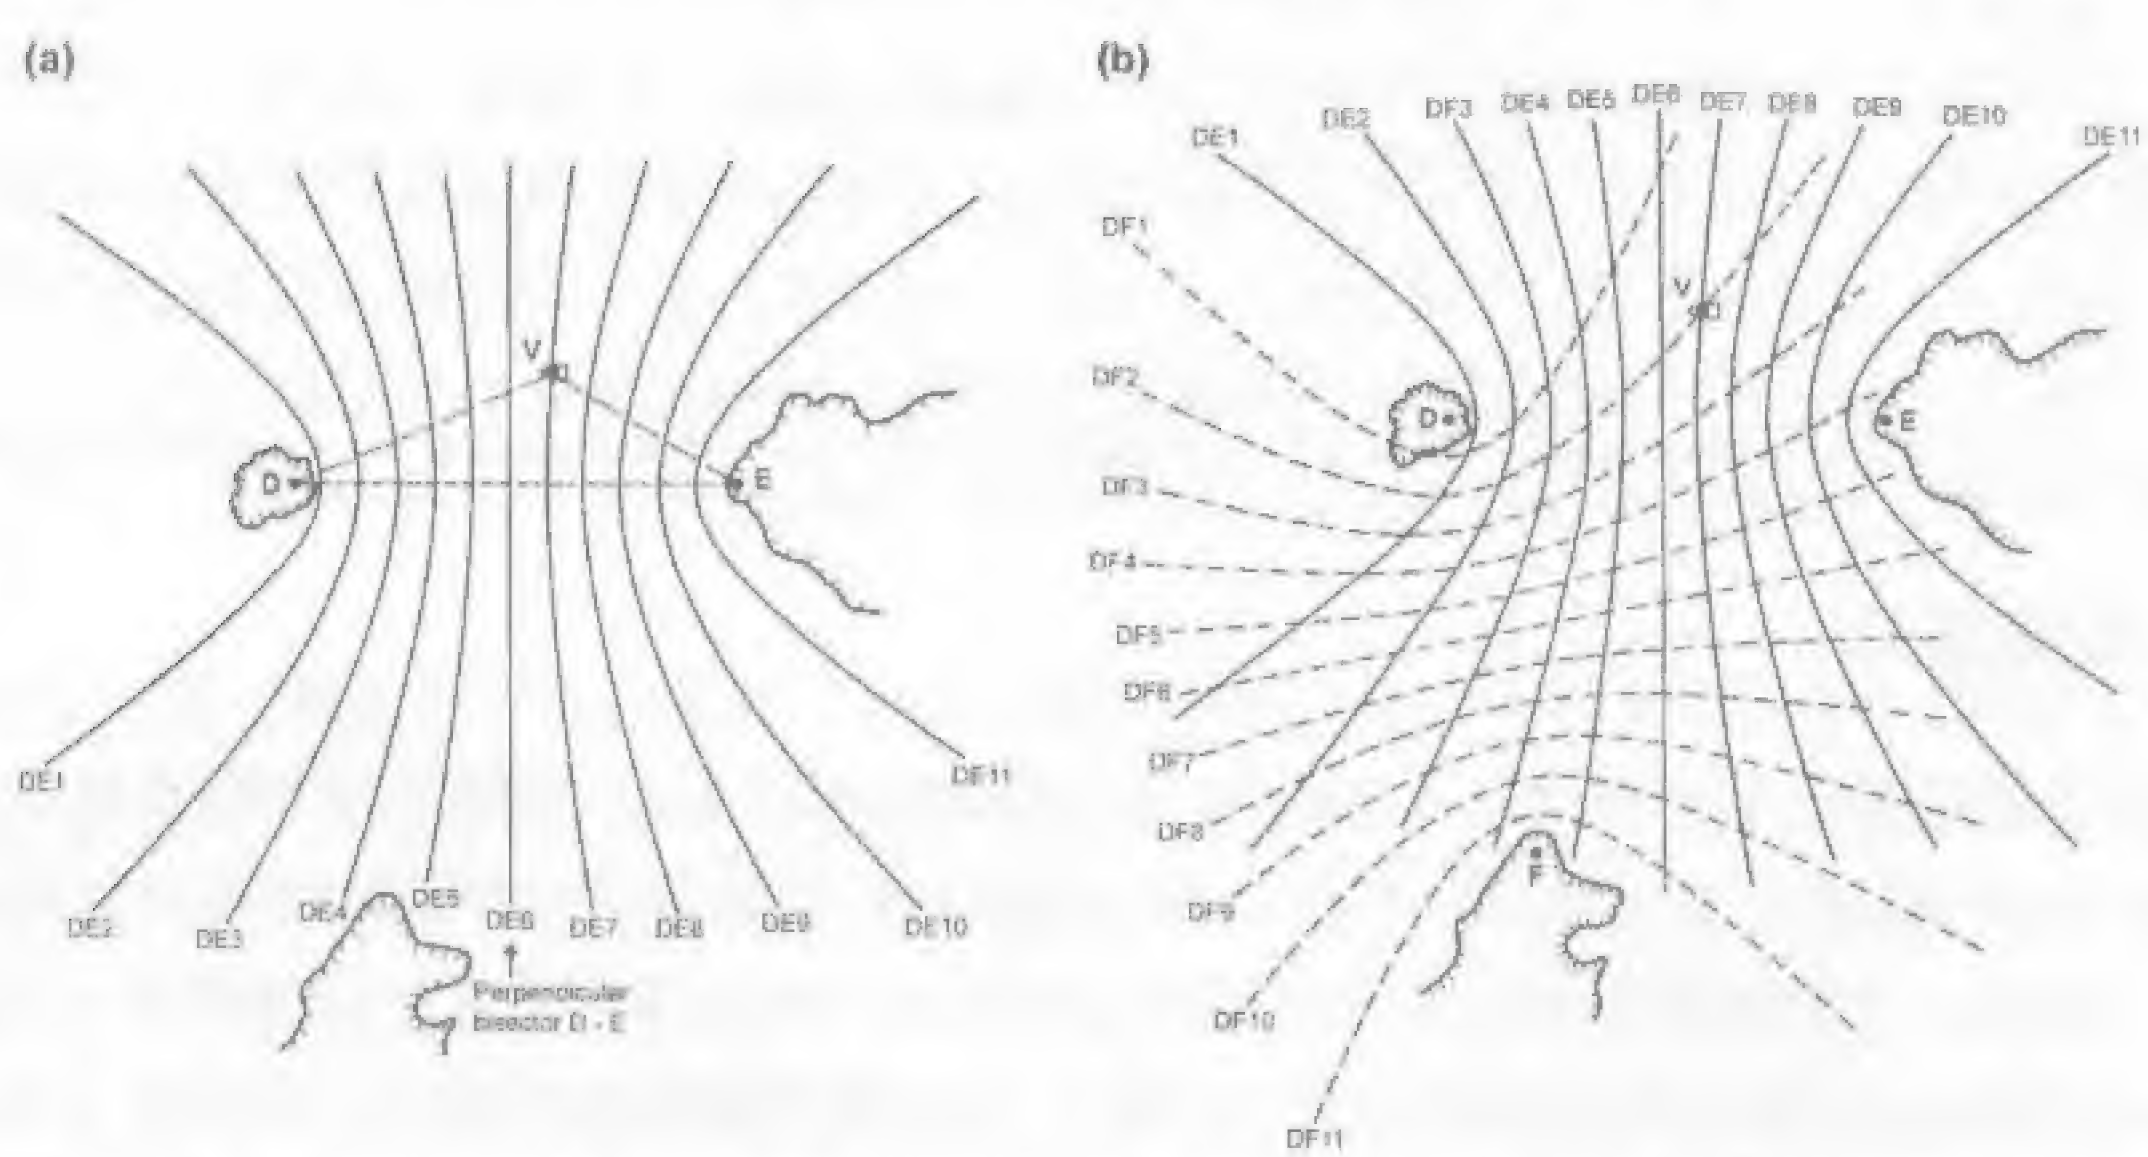 (a)
V
D
E
DE1
DE2
DE3
DE4
DE5
DE6
DE7
DE8
DE9
DE10
DE11
Perpendicular
bisector D - E
(b)
DE1
DE2
DF3
DE4
DE5
DE6
DE7
DE8
DE9
DE10
DE11
DF1
DF2
DF3
DF4
DF5
DF6
DF7
DF8
DF9
DF10
DF11
V
D
E
F